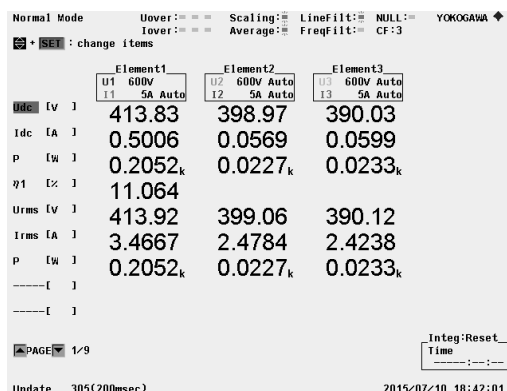 Normal Mode Uover:= = = Scaling:≡ LineFilt:≡ NULL:= YOKOGAWA ◆
Iover:= = = Average:≡ FreqFilt:≡ CF:3
+ SET : change items
Element1 Element2 Element3
U1 600V U2 600V U3 600V
I1 5A Auto I2 5A Auto I3 5A Auto
Udc [V ] 413.83 398.97 390.03
Idc [A ] 0.5006 0.0569 0.0599
P [W ] 0.2052k 0.0227k 0.0233k
η1 [% ] 11.064
Urms [V ] 413.92 399.06 390.12
Irms [A ] 3.4667 2.4784 2.4238
P [W ] 0.2052k 0.0227k 0.0233k
-----[ ]
-----[ ]
▲PAGE▼ 1/9
Integ:Reset
Time
-----:--:--
Update 305(200msec) 2015/07/10 18:42:01